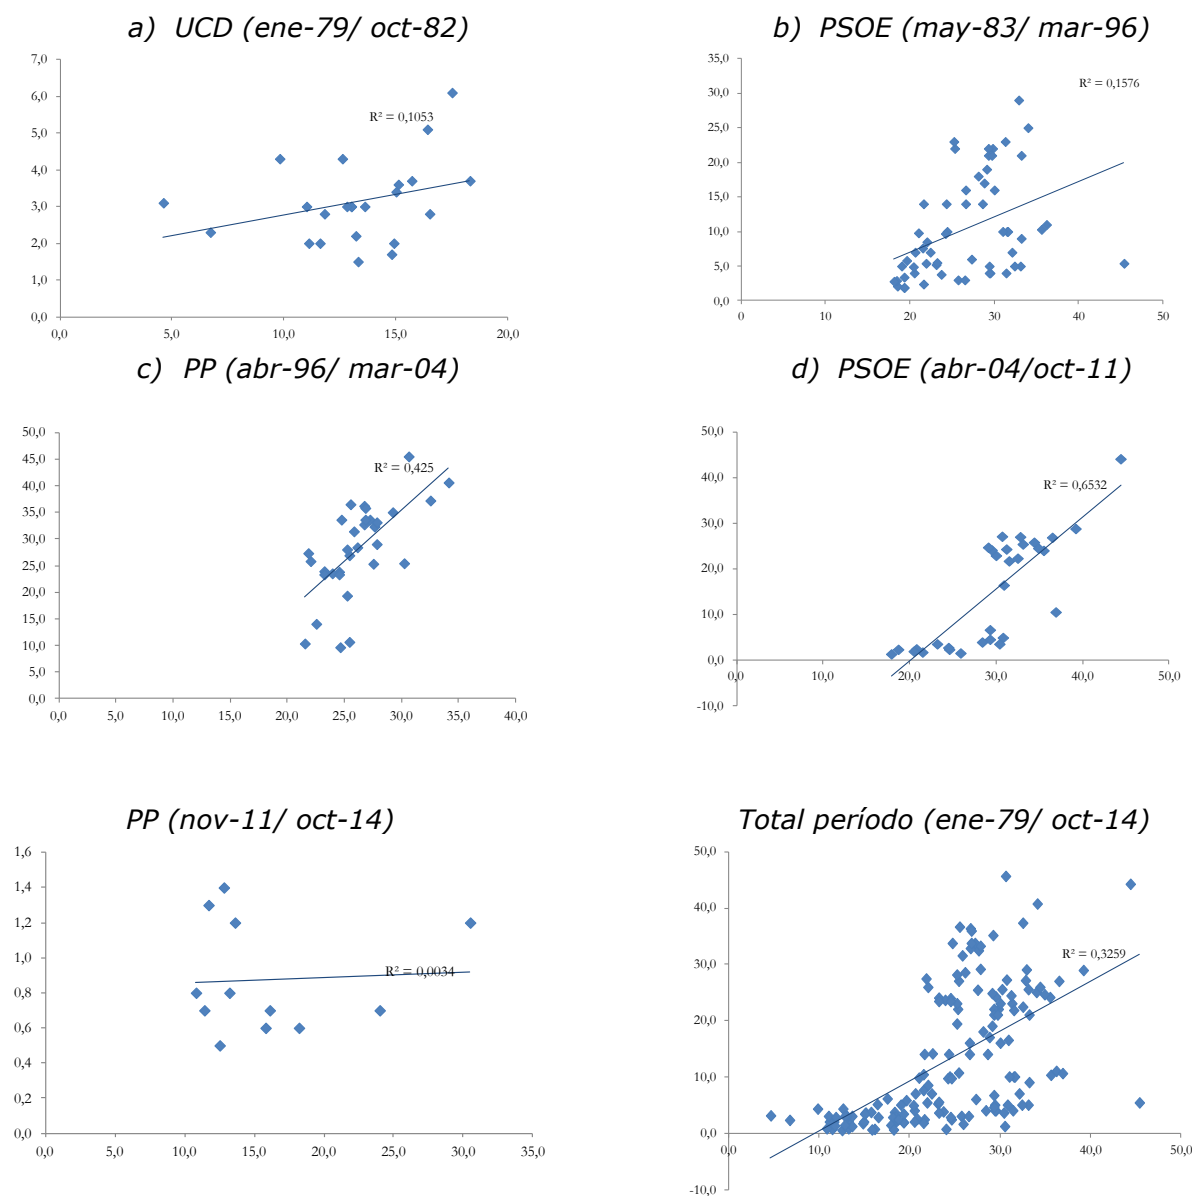 a) UCD (ene-79/ oct-82)
7,0
6,0
5,0
4,0
3,0
2,0
1,0
0,0
R² = 0,1053
0,0 5,0 10,0 15,0 20,0
b) PSOE (may-83/ mar-96)
35,0
30,0
25,0
20,0
15,0
10,0
5,0
0,0
R² = 0,1576
0 10 20 30 40 50
c) PP (abr-96/ mar-04)
50,0
45,0
40,0
35,0
30,0
25,0
20,0
15,0
10,0
5,0
0,0
R² = 0,425
0,0 5,0 10,0 15,0 20,0 25,0 30,0 35,0 40,0
d) PSOE (abr-04/oct-11)
50,0
40,0
30,0
20,0
10,0
0,0
-10,0
R² = 0,6532
0,0 10,0 20,0 30,0 40,0 50,0
PP (nov-11/ oct-14)
1,6
1,4
1,2
1,0
0,8
0,6
0,4
0,2
0,0
R² = 0,0034
0,0 5,0 10,0 15,0 20,0 25,0 30,0 35,0
Total período (ene-79/ oct-14)
50,0
40,0
30,0
20,0
10,0
0,0
-10,0
R² = 0,3259
0,0 10,0 20,0 30,0 40,0 50,0